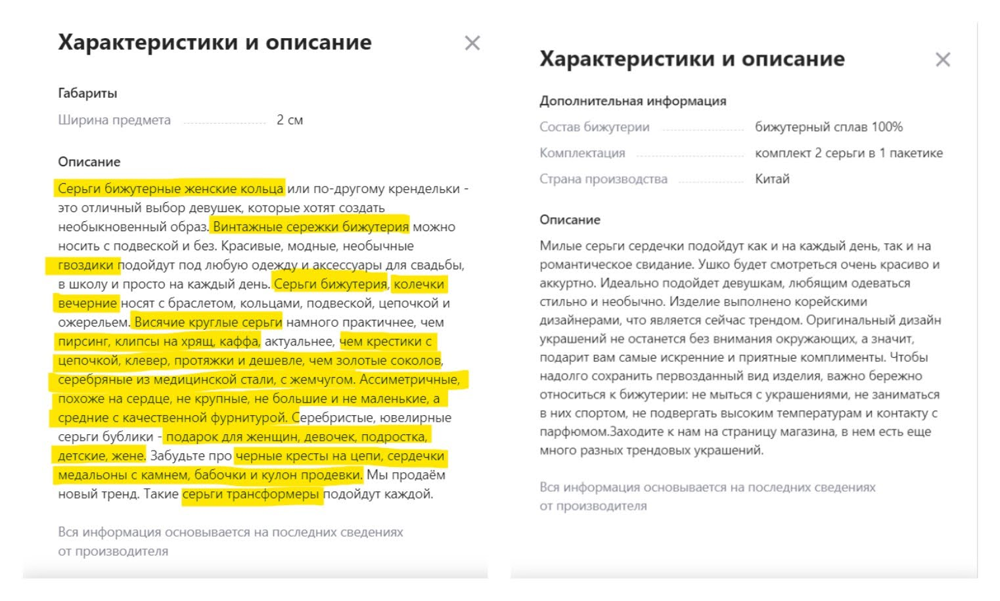 Характеристики и описание
Габариты
Ширина предмета 2 см
Описание
Серьги бижутерные женские кольца или по-другому крендельки -
это отличный выбор девушек, которые хотят создать
необыкновенный образ. Винтажные сережки бижутерия можно
носить с подвеской и без. Красивые, модные, необычные
гвоздики подойдут под любую одежду и аксессуары для свадьбы,
в школу и просто на каждый день. Серьги бижутерия, колечки
вечерние носят с браслетом, кольцами, подвеской, цепочкой и
ожерельем. Висячие круглые серьги намного практичнее, чем
пирсинг, клипсы на хрящ, каффа, актуальнее, чем крестики с
цепочкой, клевер, протяжки и дешевле, чем золотые соколов,
серебряные из медицинской стали, с жемчугом. Ассиметричные,
похоже на сердце, не крупные, не большие и не маленькие, а
средние с качественной фурнитурой. Серебристые, ювелирные
серьги бублики - подарок для женщин, девочек, подростка,
детские, жене. Забудьте про черные кресты на цепи, сердечки
медальоны с камнем, бабочки и кулон продевки. Мы продаём
новый тренд. Такие серьги трансформеры подойдут каждой.
Вся информация основывается на последних сведениях
от производителя
Характеристики и описание
Дополнительная информация
Состав бижутерии бижутерный сплав 100%
Комплектация комплект 2 серьги в 1 пакетике
Страна производства Китай
Описание
Милые серьги сердечки подойдут как и на каждый день, так и на
романтическое свидание. Ушко будет смотреться очень красиво и
аккуртно. Идеально подойдет девушкам, любящим одеваться
стильно и необычно. Изделие выполнено корейскими
дизайнерами, что является сейчас трендом. Оригинальный дизайн
украшений не останется без внимания окружающих, а значит,
подарит вам самые искренние и приятные комплименты. Чтобы
надолго сохранить первозданный вид изделия, важно бережно
относиться к бижутерии: не мыться с украшениями, не заниматься
в них спортом, не подвергать высоким температурам и контакту с
парфюмом.Заходите к нам на страницу магазина, в нем есть еще
много разных трендовых украшений.
Вся информация основывается на последних сведениях
от производителя